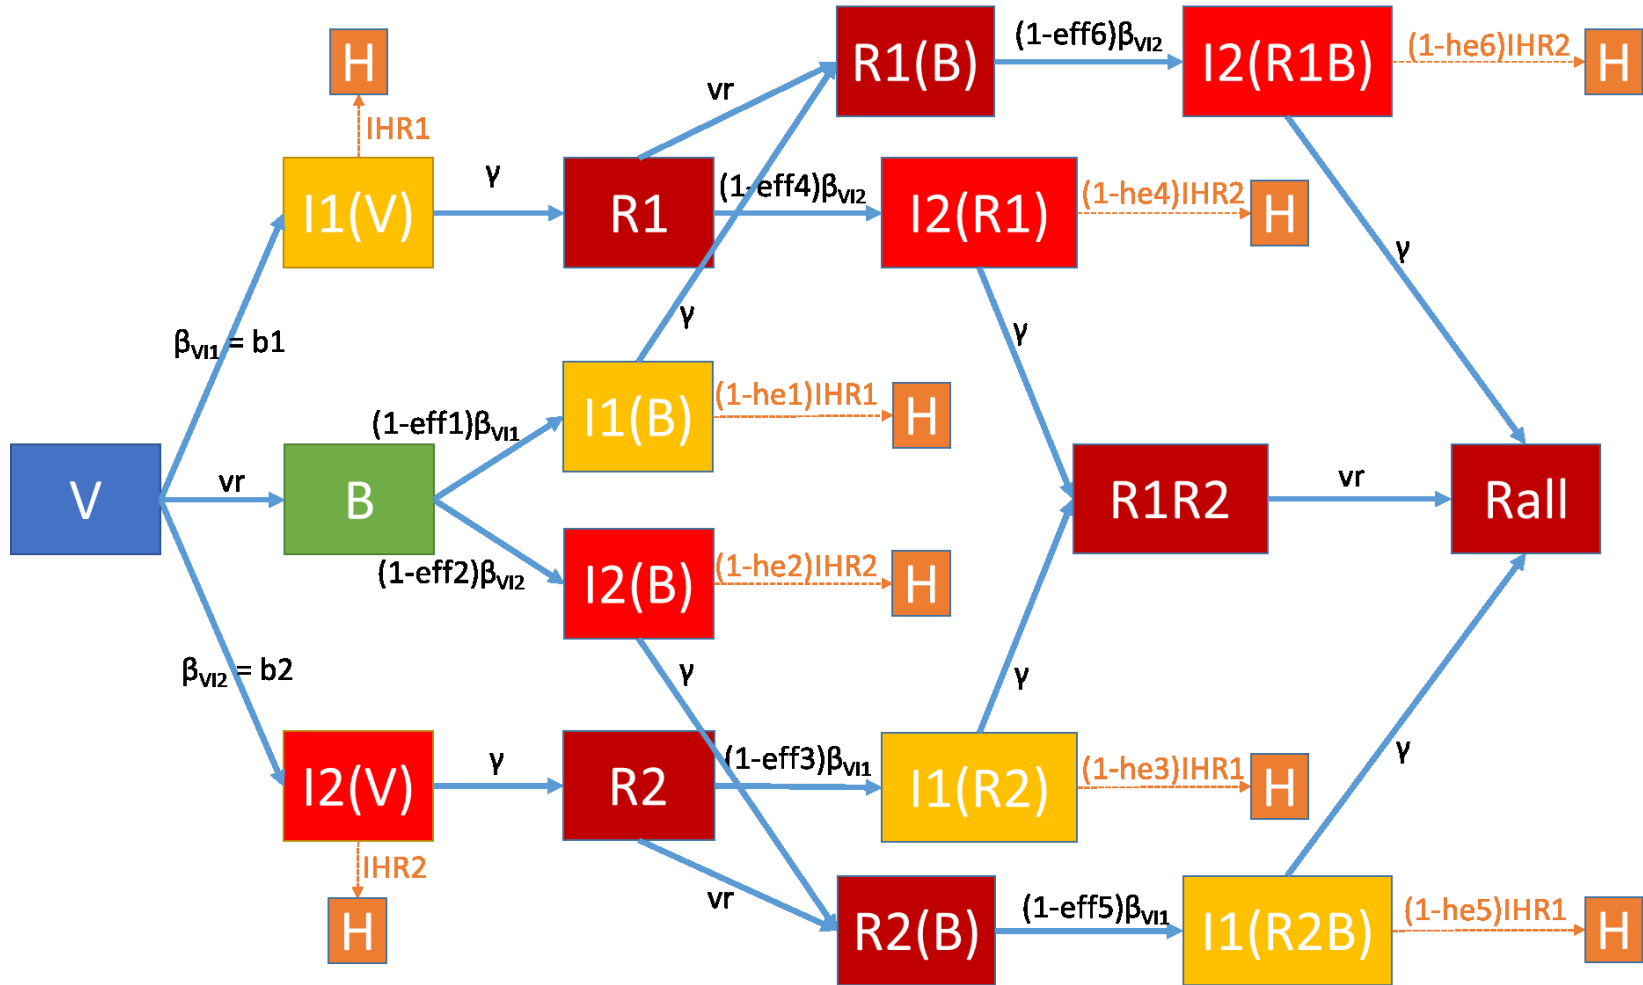 R1(B)
(1-eff6)βVI2
I2(R1B)
(1-he6)IHR2
H
H
vr
IHR1
I1(V)
γ
R1
(1-eff4)βVI2
I2(R1)
(1-he4)IHR2
H
γ
βVI1 = b1
γ
γ
(1-eff1)βVI1
I1(B)
(1-he1)IHR1
H
V
vr
B
R1R2
vr
Rall
(1-eff2)βVI2
I2(B)
(1-he2)IHR2
H
βVI2 = b2
γ
γ
γ
I2(V)
γ
R2
(1-eff3)βVI1
I1(R2)
(1-he3)IHR1
H
IHR2
H
vr
R2(B)
(1-eff5)βVI1
I1(R2B)
(1-he5)IHR1
H